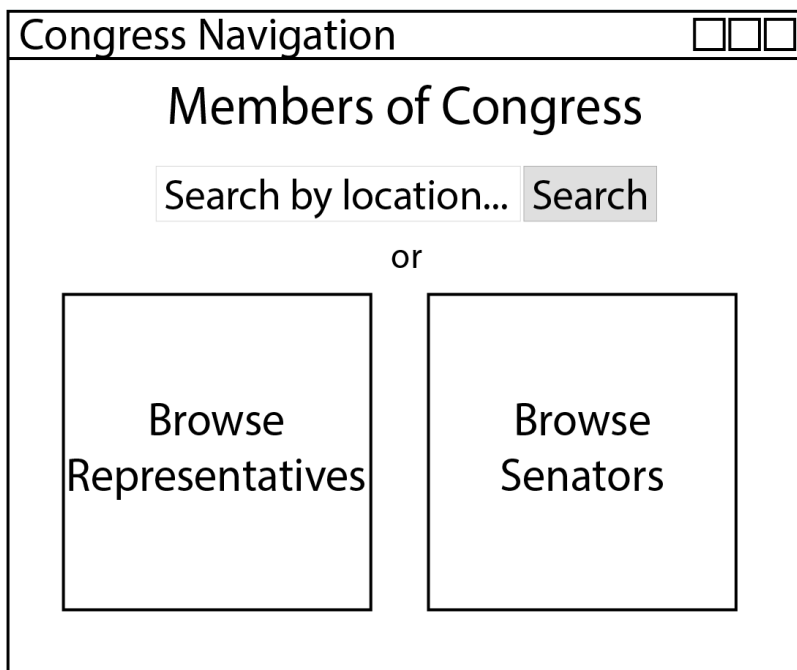 Congress Navigation
Members of Congress
Search by location... Search
or
Browse
Representatives
Browse
Senators